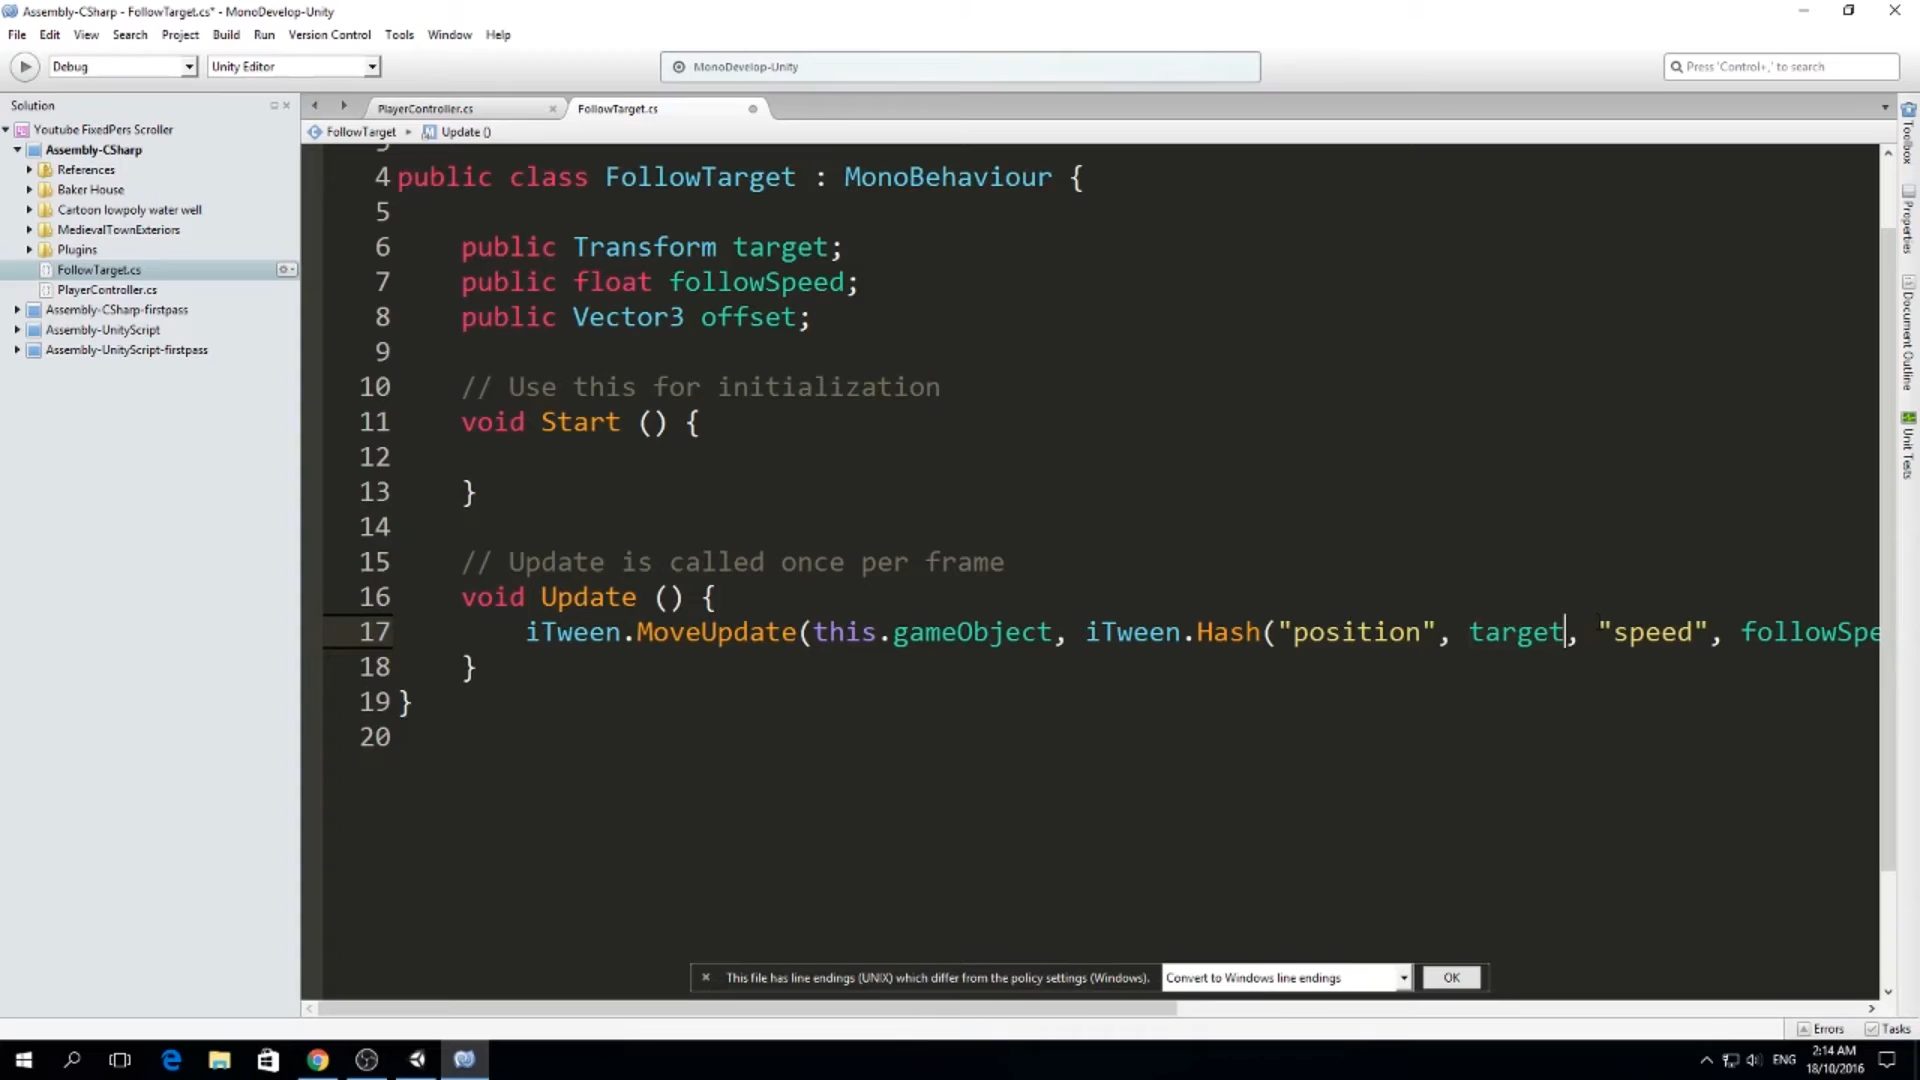 Assembly-CSharp - FollowTarget.cs* - MonoDevelop-Unity
File Edit View Search Project Build Run Version Control Tools Window Help
Debug Unity Editor MonoDevelop-Unity Press 'Control+,' to search
Solution
PlayerController.cs FollowTarget.cs
FollowTarget Update ()
Youtube FixedPers Scroller
Assembly-CSharp
References
Baker House
Cartoon lowpoly water well
MedievalTownExteriors
Plugins
FollowTarget.cs
PlayerController.cs
Assembly-CSharp-firstpass
Assembly-UnityScript
Assembly-UnityScript-firstpass
4 public class FollowTarget : MonoBehaviour {
5
6 public Transform target;
7 public float followSpeed;
8 public Vector3 offset;
9
10 // Use this for initialization
11 void Start () {
12
13 }
14
15 // Update is called once per frame
16 void Update () {
17 iTween.MoveUpdate(this.gameObject, iTween.Hash("position", target, "speed", followSpe
18 }
19 }
20
This file has line endings (UNIX) which differ from the policy settings (Windows). Convert to Windows line endings OK
Toolbox
Properties
Document Outline
Unit Tests
Errors Tasks
ENG 2:14 AM
18/10/2016